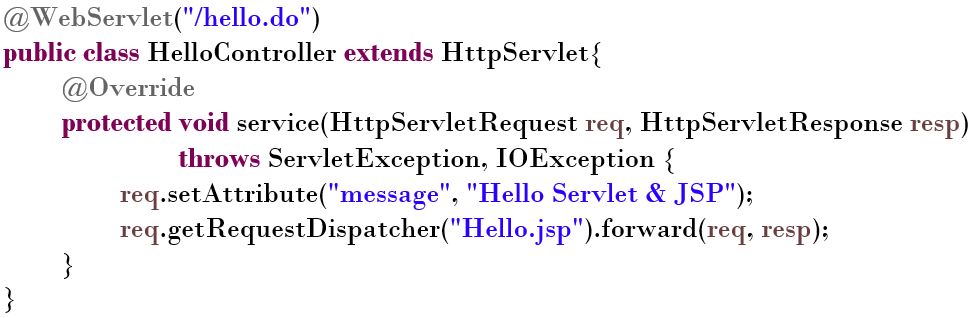 @WebServlet("/hello.do")
public class HelloController extends HttpServlet{
@Override
protected void service(HttpServletRequest req, HttpServletResponse resp)
throws ServletException, IOException {
req.setAttribute("message", "Hello Servlet & JSP");
req.getRequestDispatcher("Hello.jsp").forward(req, resp);
}
}